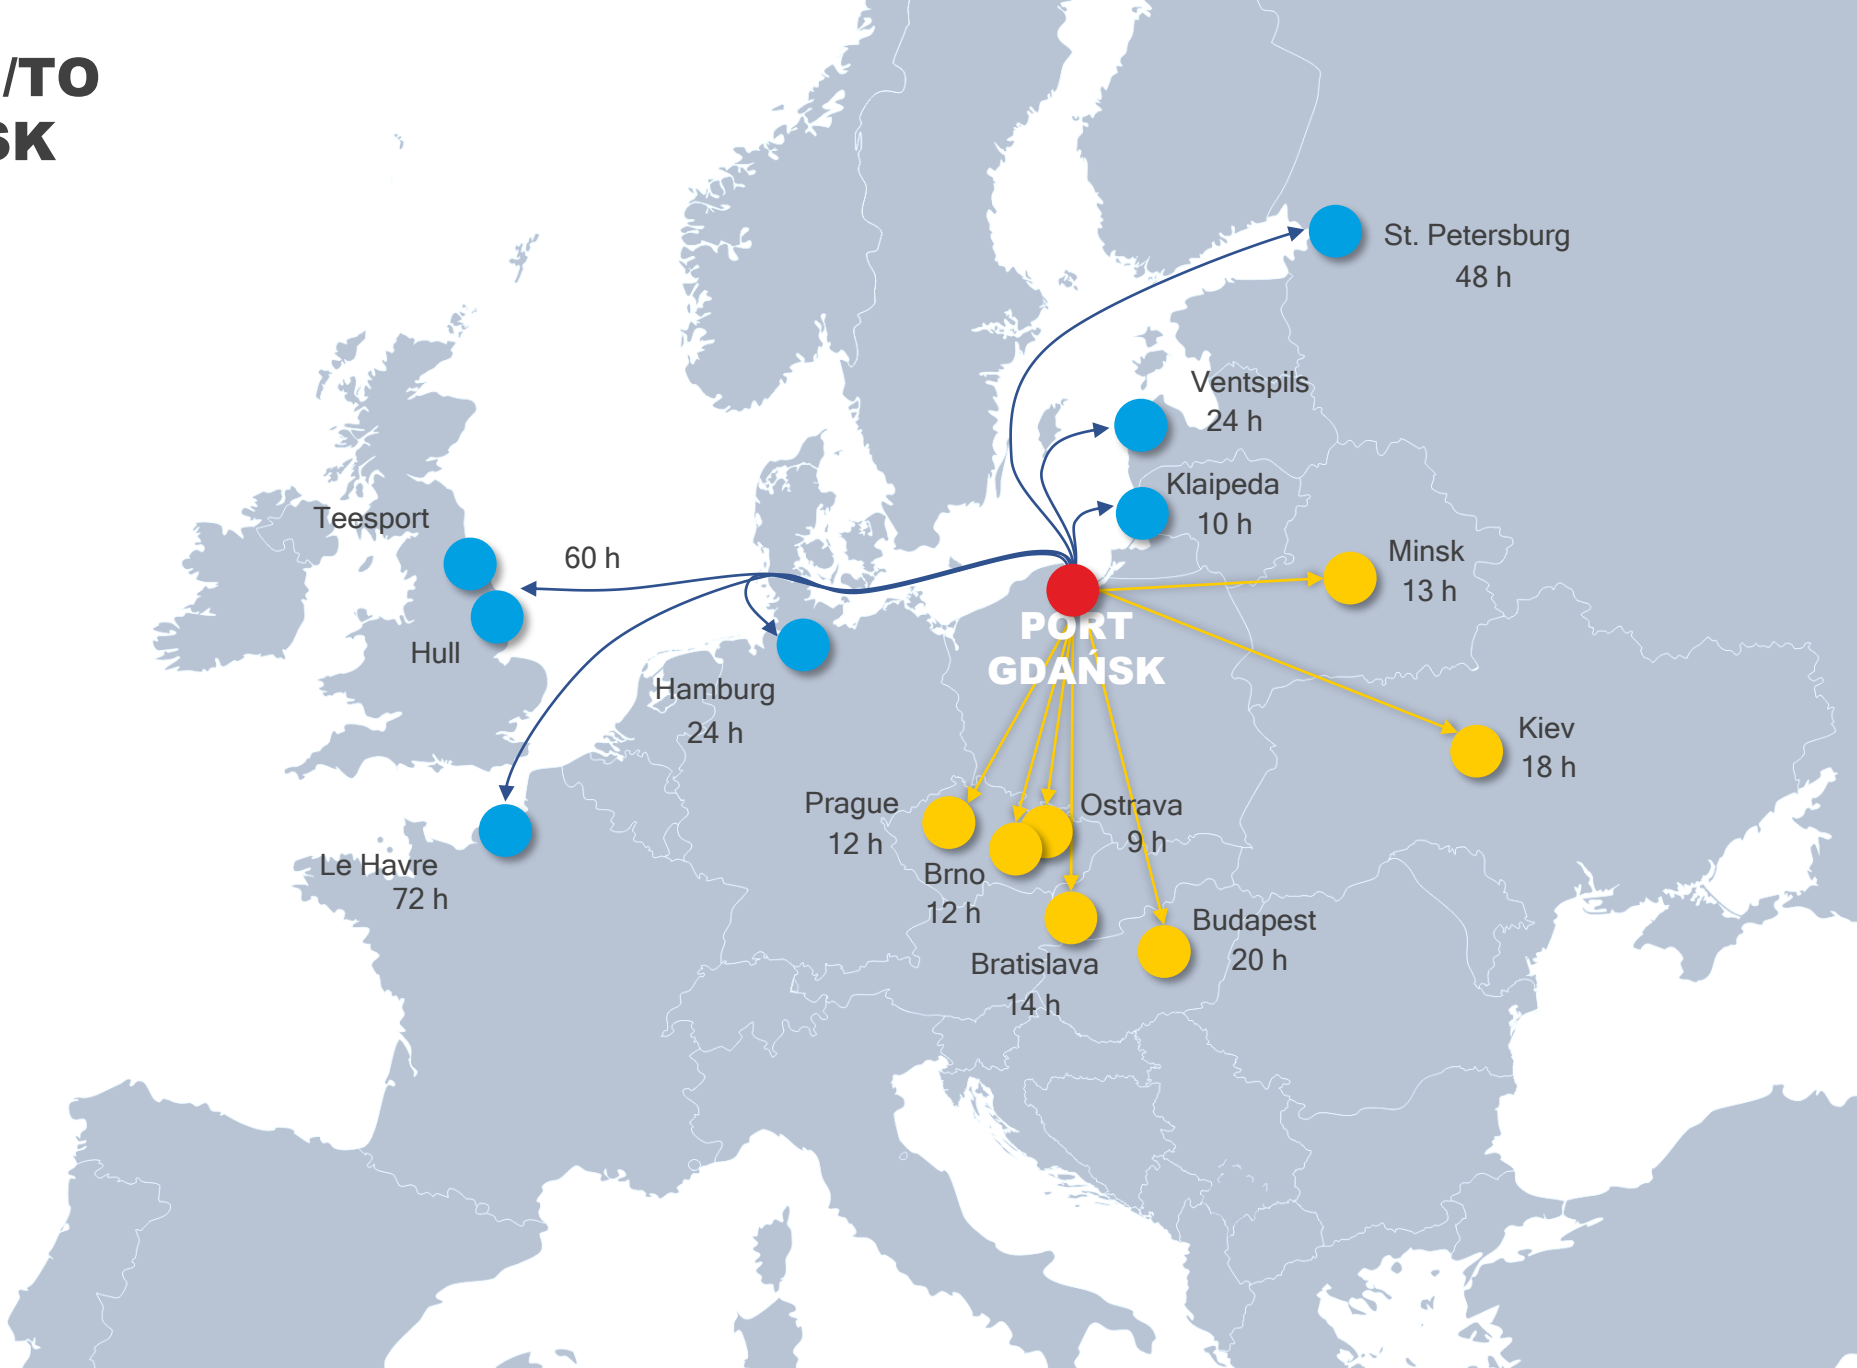 /TO
SK
St. Petersburg
48 h
Ventspils
24 h
Klaipeda
10 h
Teesport
60 h
Minsk
13 h
PORT
GDAŃSK
Hull
Hamburg
24 h
Kiev
18 h
Prague
12 h
Ostrava
9 h
Le Havre
72 h
Brno
12 h
Budapest
20 h
Bratislava
14 h